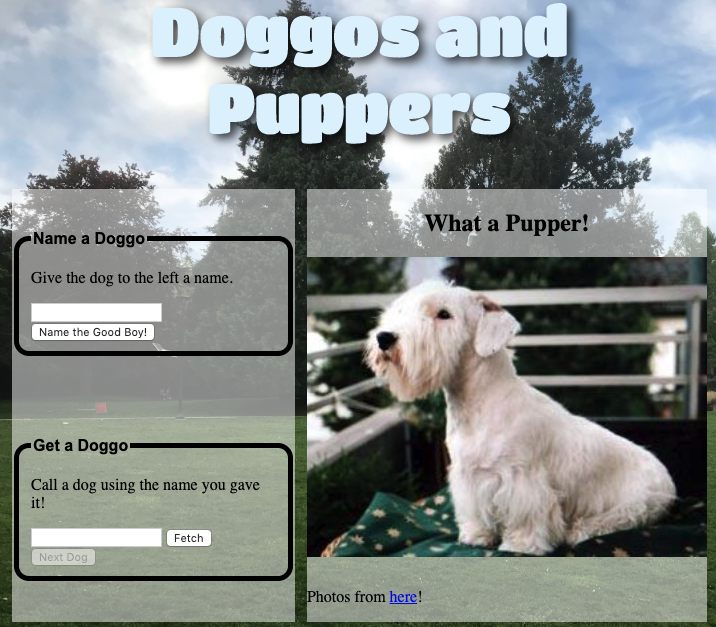 Doggos and
Puppers
Name a Doggo
Give the dog to the left a name.
Name the Good Boy!
Get a Doggo
Call a dog using the name you gave
it!
Fetch
Next Dog
What a Pupper!
Photos from here!